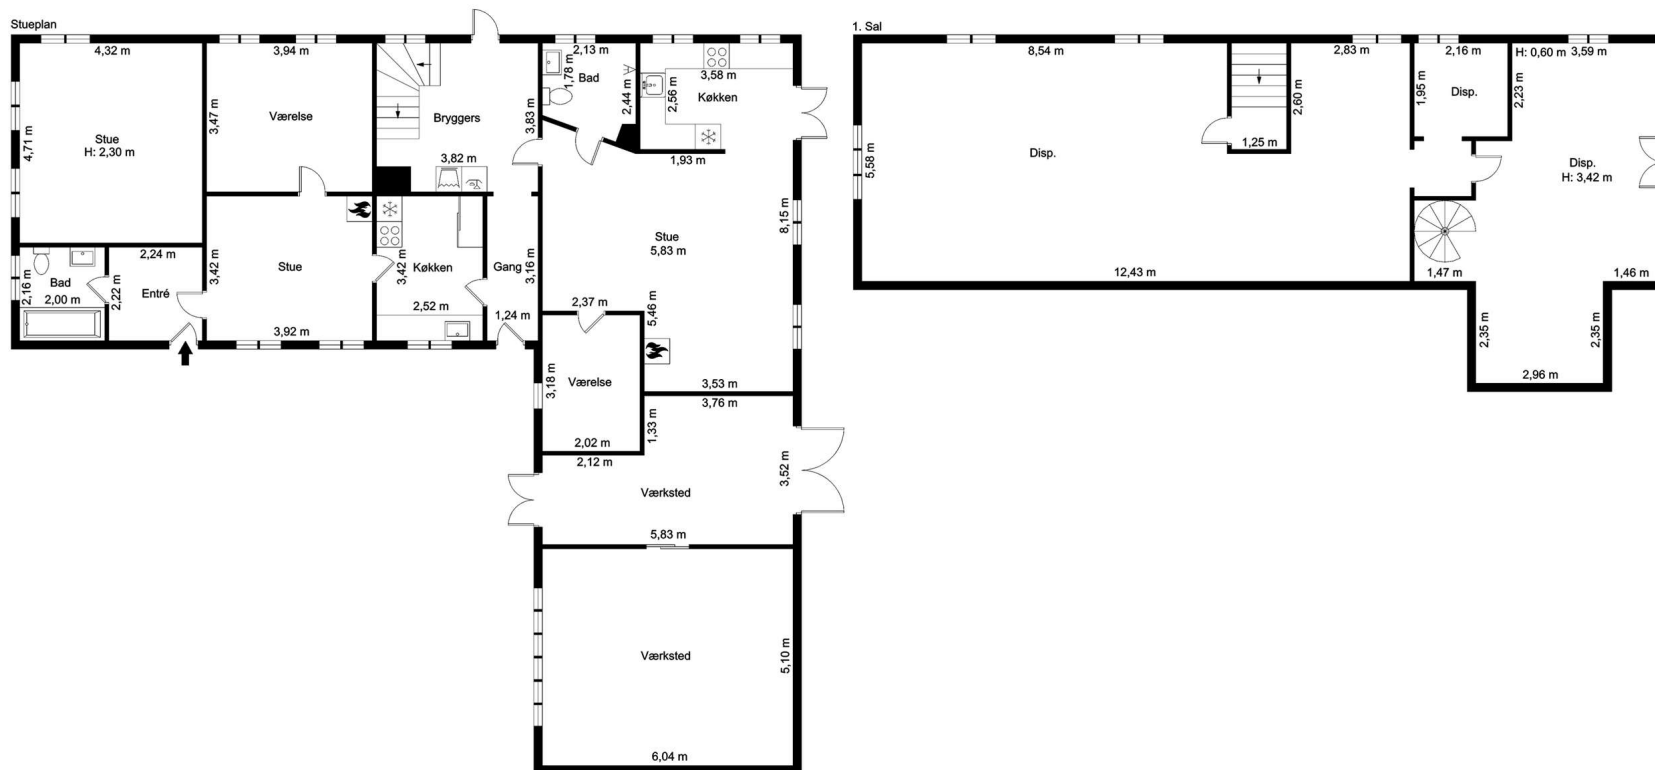 Stueplan
4,32 m
3,94 m
4,71 m
Stue
H: 2,30 m
3,47 m
Værelse
Bryggers
3,83 m
3,82 m
2,13 m
1,78 m
Bad
2,44 m
3,58 m
2,56 m
Køkken
1,93 m
2,16 m
Bad
2,00 m
2,24 m
2,22 m
Entré
3,42 m
Stue
3,92 m
3,42 m
Køkken
2,52 m
Gang
3,16 m
1,24 m
Stue
5,83 m
8,15 m
2,37 m
5,46 m
3,18 m
Værelse
2,02 m
3,53 m
3,76 m
1,33 m
2,12 m
3,52 m
Værksted
5,83 m
Værksted
5,10 m
6,04 m
1. Sal
8,54 m
2,83 m
2,16 m
H: 0,60 m
3,59 m
5,58 m
Disp.
2,60 m
1,25 m
1,95 m
Disp.
2,23 m
Disp.
H: 3,42 m
12,43 m
1,47 m
1,46 m
2,35 m
2,35 m
2,96 m